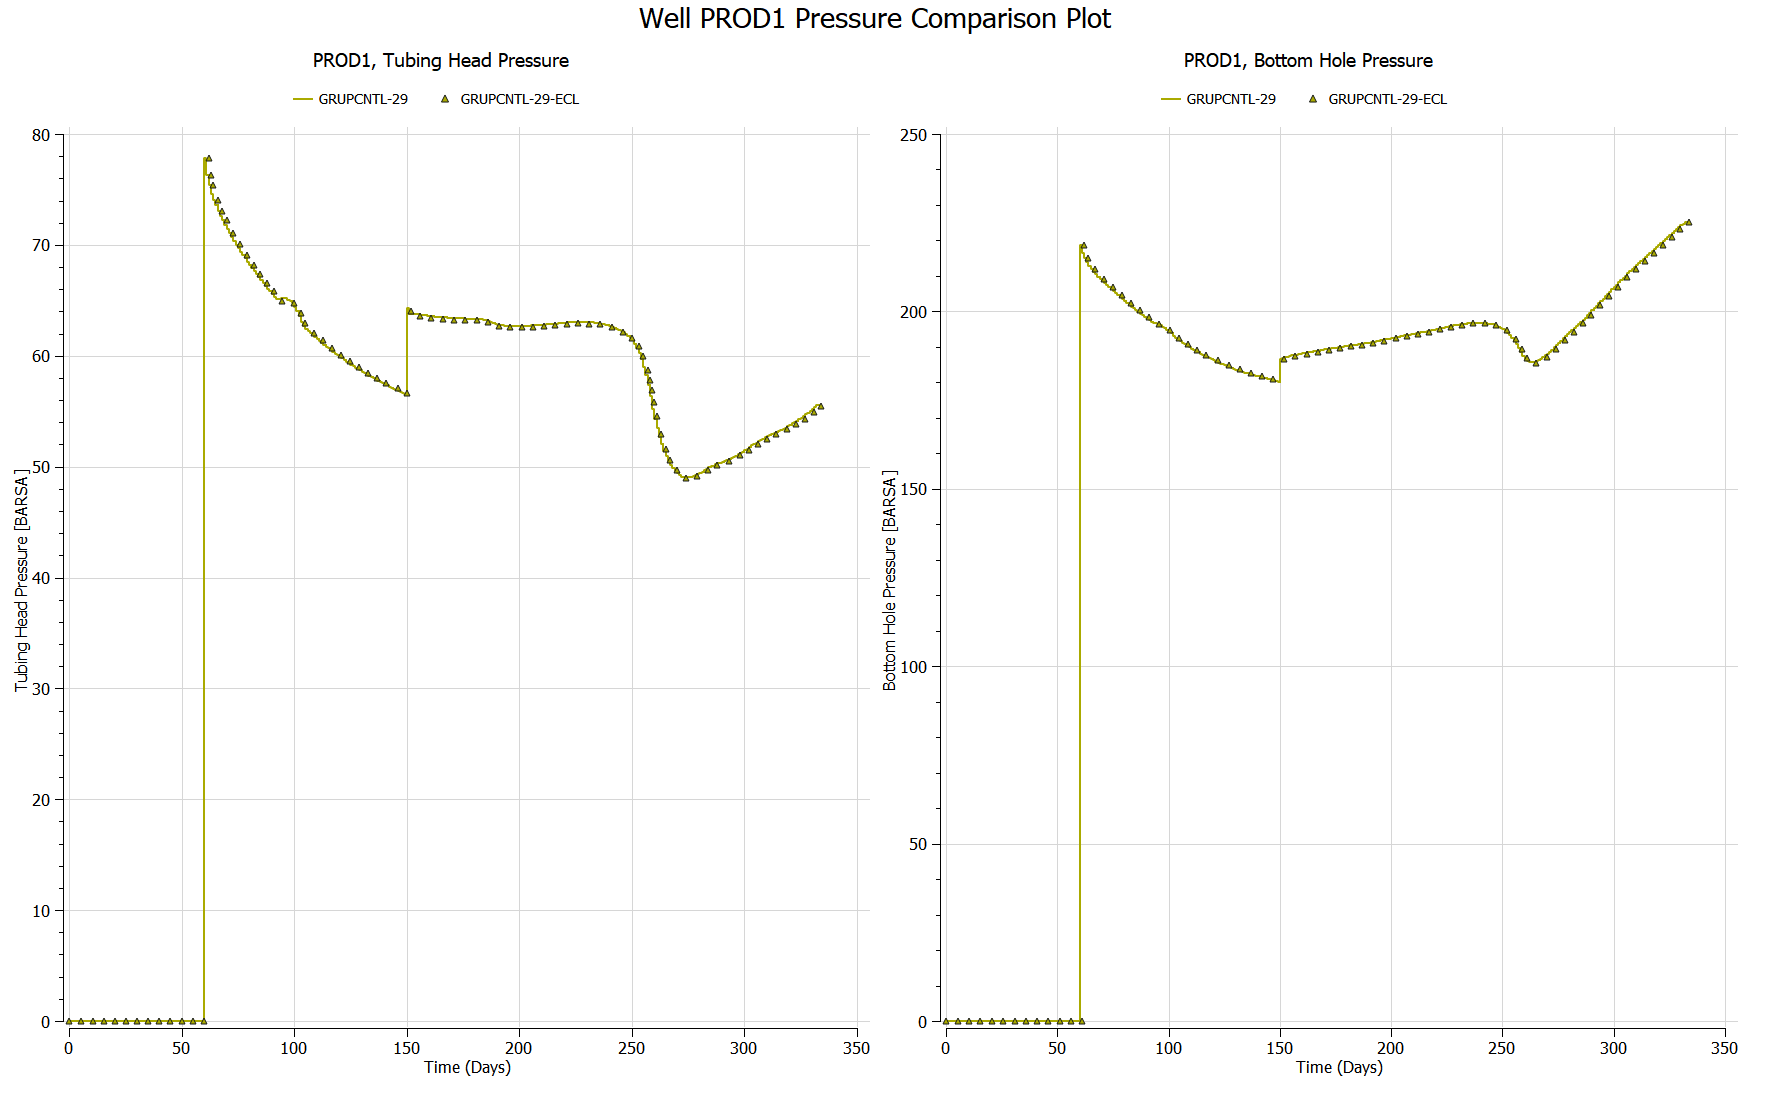 Well PROD1 Pressure Comparison Plot
PROD1, Tubing Head Pressure
GRUPCNTL-29 GRUPCNTL-29-ECL
80
70
60
50
40
30
20
10
0
Tubing Head Pressure [BARSA]
0 50 100 150 200 250 300 350
Time (Days)
PROD1, Bottom Hole Pressure
GRUPCNTL-29 GRUPCNTL-29-ECL
250
200
150
100
50
0
Bottom Hole Pressure [BARSA]
0 50 100 150 200 250 300 350
Time (Days)